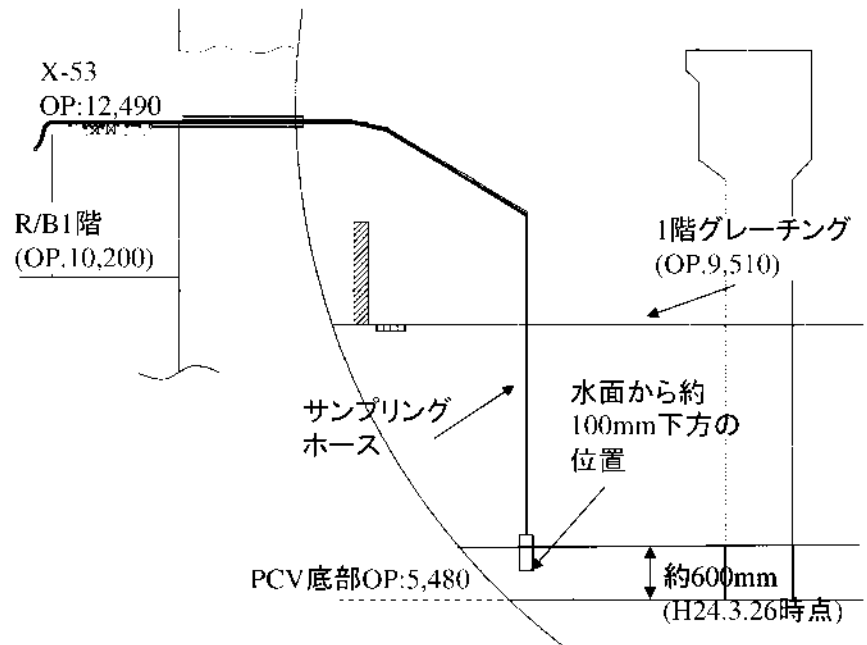 X-53
OP:12,490
R/B1階
(OP.10,200)
1階グレーチング
(OP.9,510)
サンプリング
ホース
水面から約
100mm下方の
位置
PCV底部OP:5,480
約600mm
(H24.3.26時点)